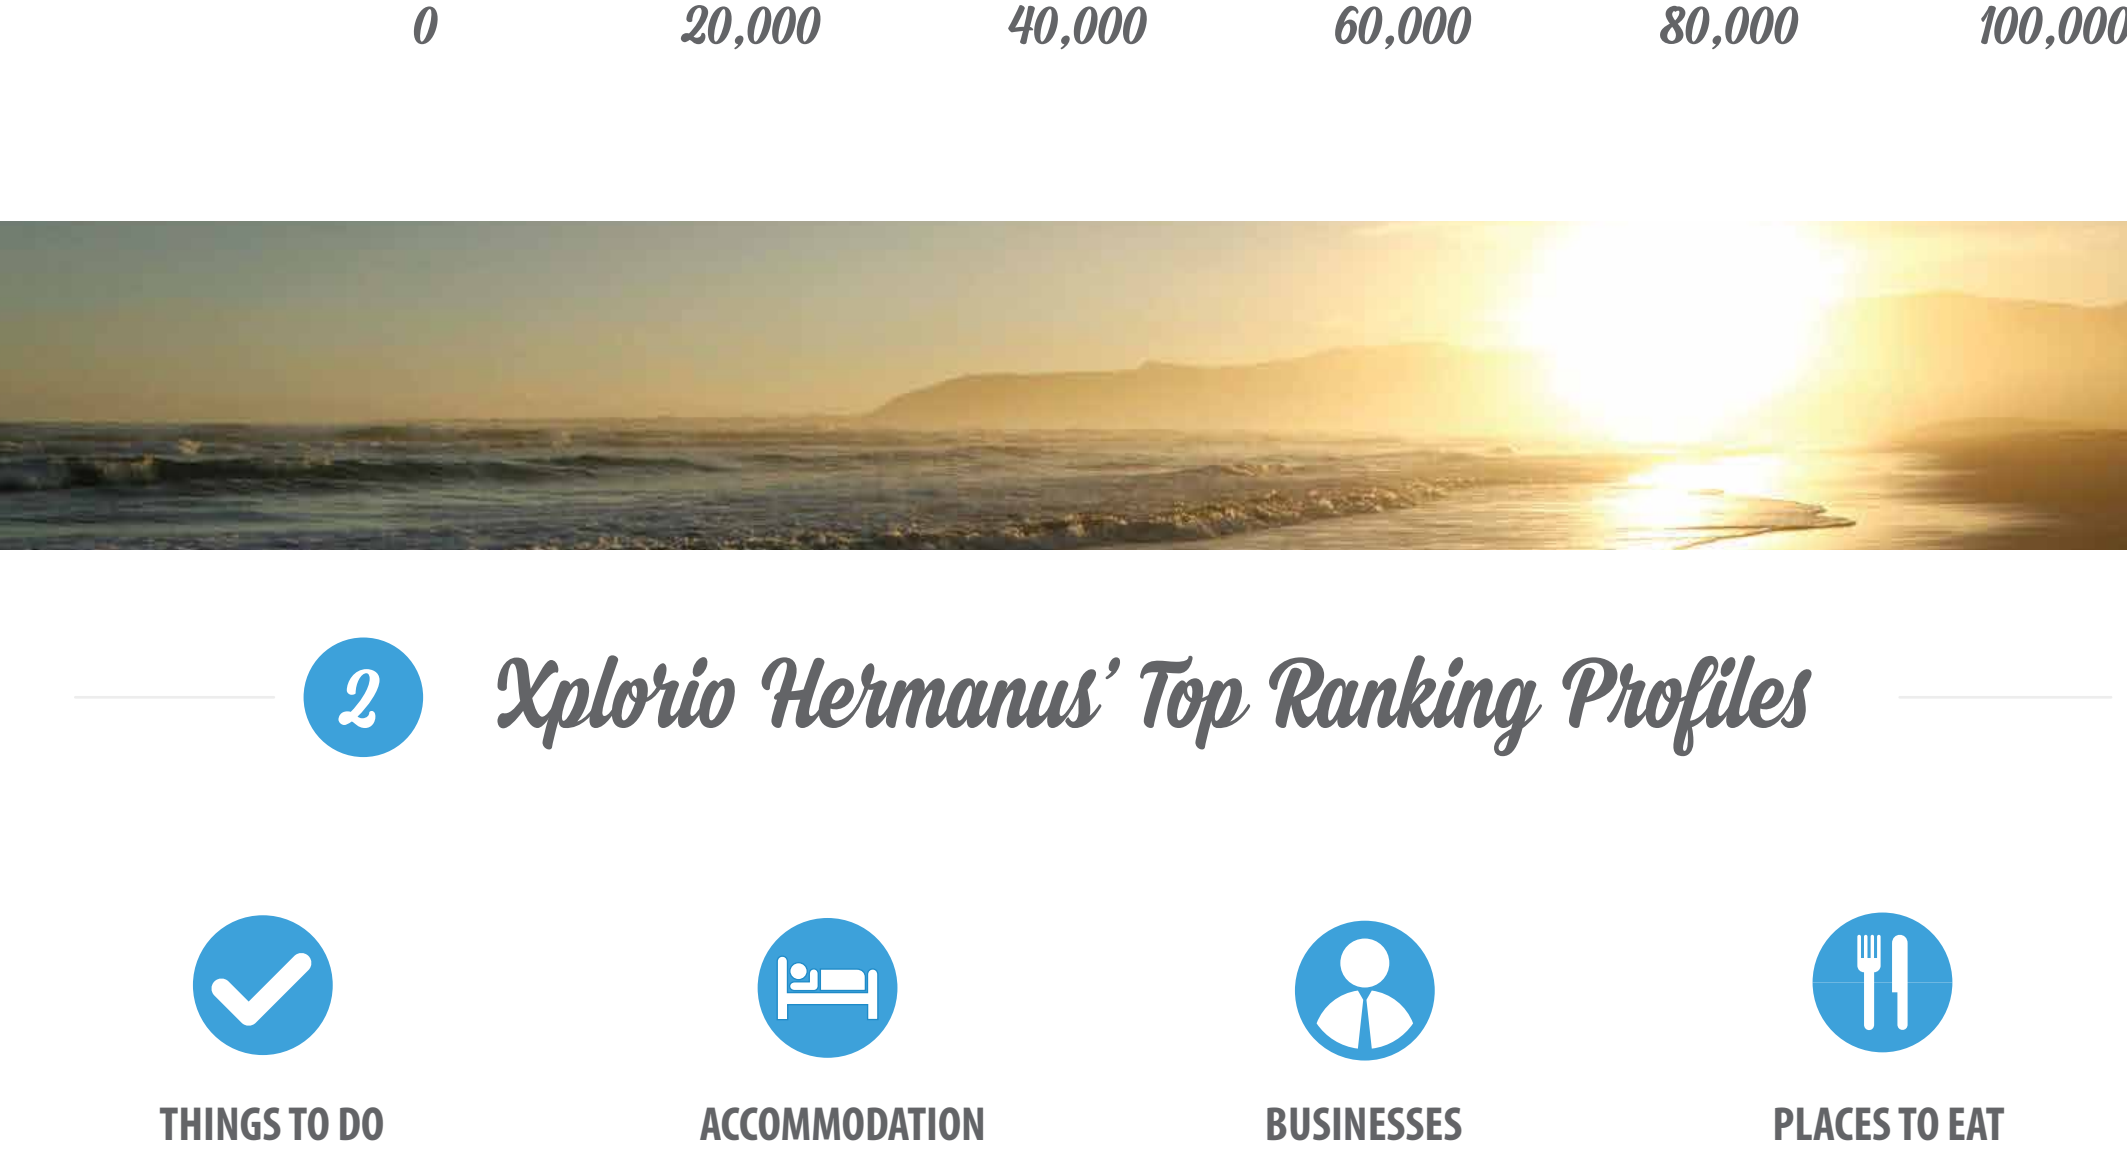 0 20,000 40,000 60,000 80,000 100,000
2 Xplorio Hermanus’ Top Ranking Profiles
THINGS TO DO ACCOMMODATION BUSINESSES PLACES TO EAT